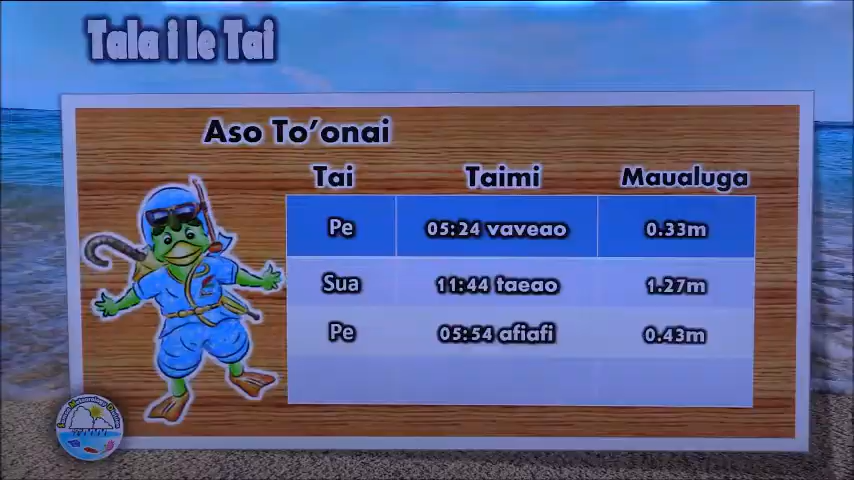 Tala i le Tai
Aso To'onai
Tai Taimi Maualuga
Pe 05:24 vaveao 0.33m
Sua 11:44 taeao 1.27m
Pe 05:54 afiafi 0.43m